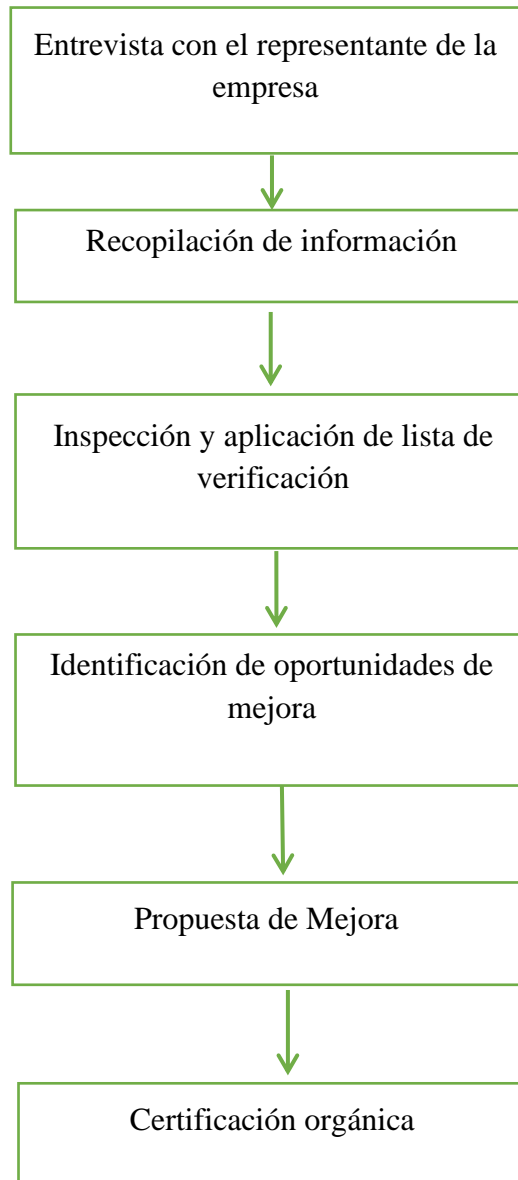 Entrevista con el representante de la
empresa
Recopilación de información
Inspección y aplicación de lista de
verificación
Identificación de oportunidades de
mejora
Propuesta de Mejora
Certificación orgánica